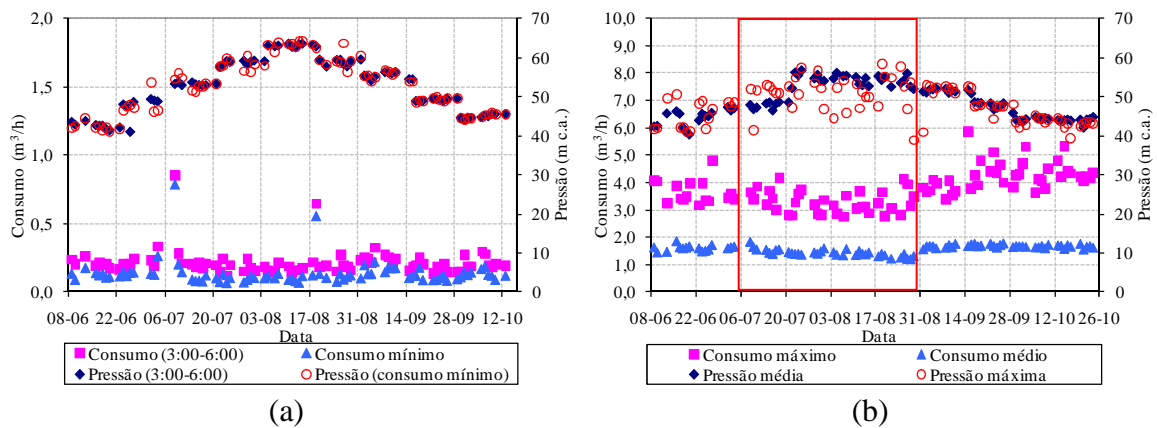 2,0
1,5
1,0
0,5
0,0
Consumo (m³/h)
70
60
50
40
30
20
10
0
Pressão (m c.a.)
08-06 22-06 06-07 20-07 03-08 17-08 31-08 14-09 28-09 12-10
Data
Consumo (3:00-6:00) Consumo mínimo
Pressão (3:00-6:00) Pressão (consumo mínimo)
(a)
10,0
9,0
8,0
7,0
6,0
5,0
4,0
3,0
2,0
1,0
0,0
Consumo (m³/h)
70
60
50
40
30
20
10
0
Pressão (m c.a.)
08-06 22-06 06-07 20-07 03-08 17-08 31-08 14-09 28-09 12-10 26-10
Data
Consumo máximo Consumo médio
Pressão média Pressão máxima
(b)